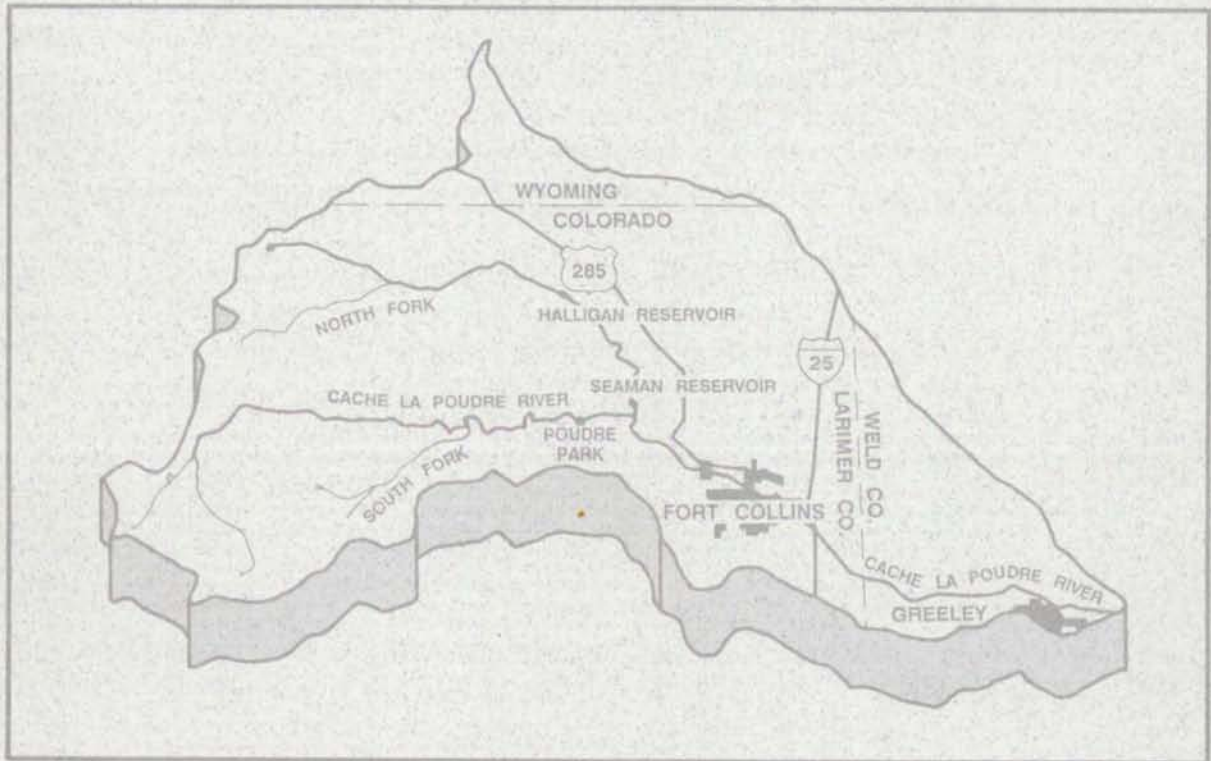 WYOMING
COLORADO
285
NORTH FORK
HALLIGAN RESERVOIR
25
SEAMAN RESERVOIR
CACHE LA POUDRE RIVER
POUDRE
PARK
SOUTH FORK
WELD CO.
LARIMER CO.
FORT COLLINS
CACHE LA POUDRE RIVER
GREELEY